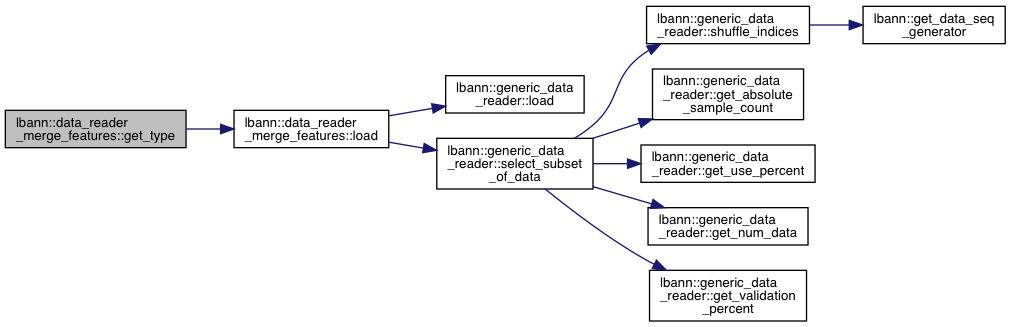 lbann::data_reader
_merge_features::get_type
lbann::data_reader
_merge_features::load
lbann::generic_data
_reader::load
lbann::generic_data
_reader::select_subset
_of_data
lbann::generic_data
_reader::shuffle_indices
lbann::get_data_seq
_generator
lbann::generic_data
_reader::get_absolute
_sample_count
lbann::generic_data
_reader::get_use_percent
lbann::generic_data
_reader::get_num_data
lbann::generic_data
_reader::get_validation
_percent